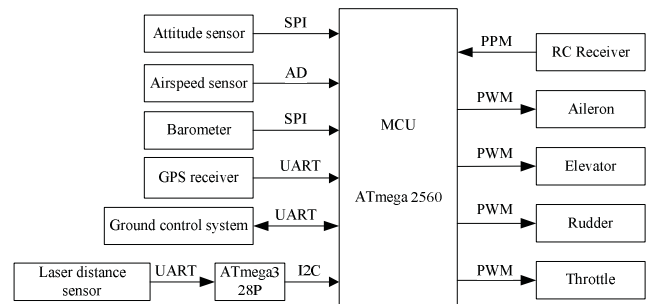 Attitude sensor
SPI
Airspeed sensor
AD
Barometer
SPI
GPS receiver
UART
Ground control system
UART
Laser distance
sensor
UART
ATmega3
28P
I2C
MCU
ATmega 2560
PPM
RC Receiver
PWM
Aileron
PWM
Elevator
PWM
Rudder
PWM
Throttle